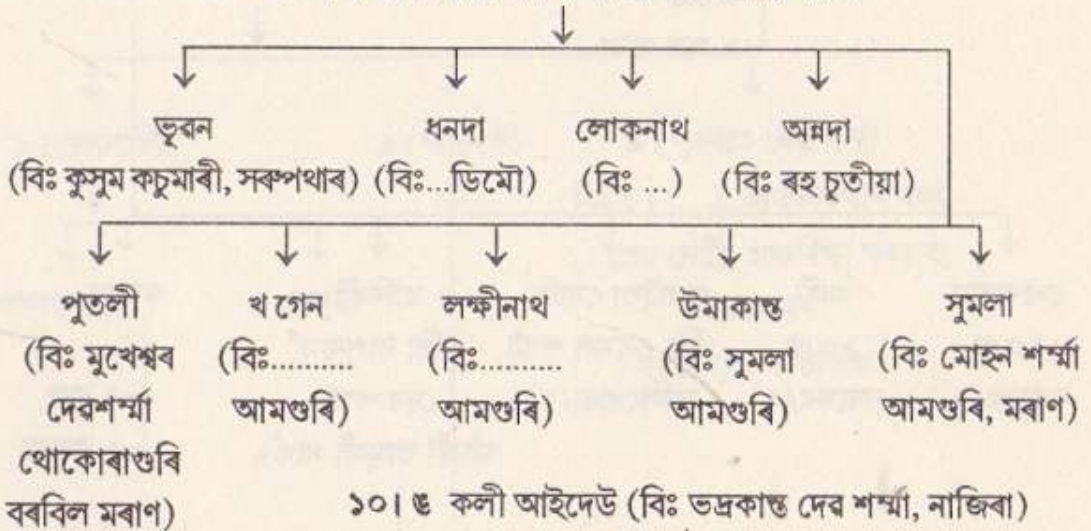 ভূবন ধনদা লোকনাথ অন্নদা
(বিঃ কুসুম কচুমাৰী, সৰুপথাৰ) (বিঃ...ডিমৌ) (বিঃ ...) (বিঃ ৰহ চুতীয়া)
পুতলী খগেন লক্ষীনাথ উমাকান্ত সুমলা
(বিঃ মুখেশ্বৰ (বিঃ......... (বিঃ.......... (বিঃ সুমলা (বিঃ মোহন শৰ্ম্মা
দেৱশৰ্ম্মা আমগুৰি) আমগুৰি) আমগুৰি) আমগুৰি, মৰাণ)
থোকোৰাগুৰি
বৰবিল মৰাণ) ১০। ঙ কলী আইদেউ (বিঃ ভদ্ৰকান্ত দেৱ শৰ্ম্মা, নাজিৰা)